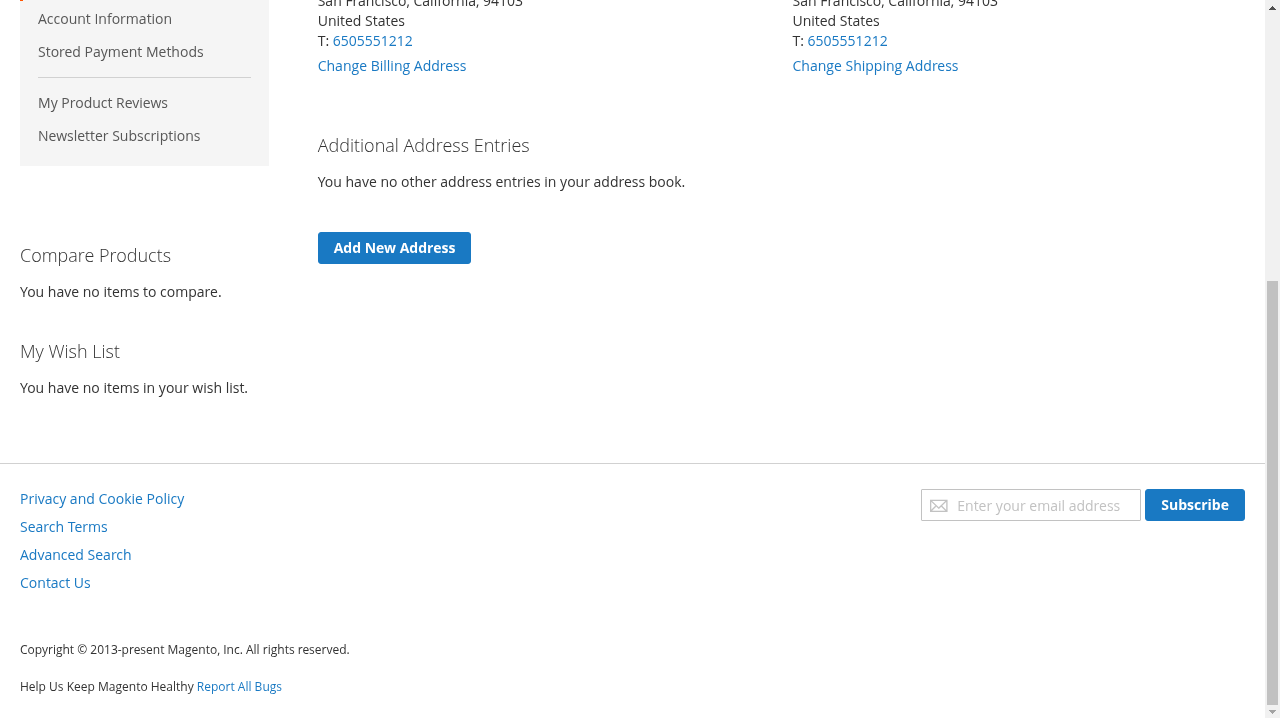 Account Information
Stored Payment Methods
My Product Reviews
Newsletter Subscriptions
San Francisco, California, 94103
United States
T: 6505551212
Change Billing Address
San Francisco, California, 94103
United States
T: 6505551212
Change Shipping Address
Additional Address Entries
You have no other address entries in your address book.
Add New Address
Compare Products
You have no items to compare.
My Wish List
You have no items in your wish list.
Privacy and Cookie Policy
Search Terms
Advanced Search
Contact Us
Enter your email address
Subscribe
Copyright © 2013-present Magento, Inc. All rights reserved.
Help Us Keep Magento Healthy Report All Bugs